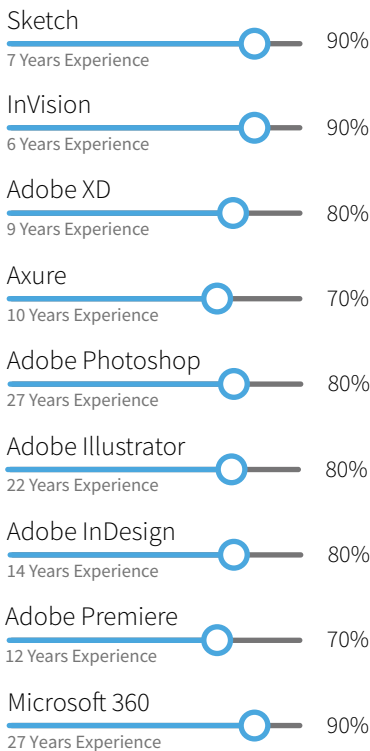 Sketch
90%
7 Years Experience
InVision
90%
6 Years Experience
Adobe XD
80%
9 Years Experience
Axure
70%
10 Years Experience
Adobe Photoshop
80%
27 Years Experience
Adobe Illustrator
80%
22 Years Experience
Adobe InDesign
80%
14 Years Experience
Adobe Premiere
70%
12 Years Experience
Microsoft 360
90%
27 Years Experience